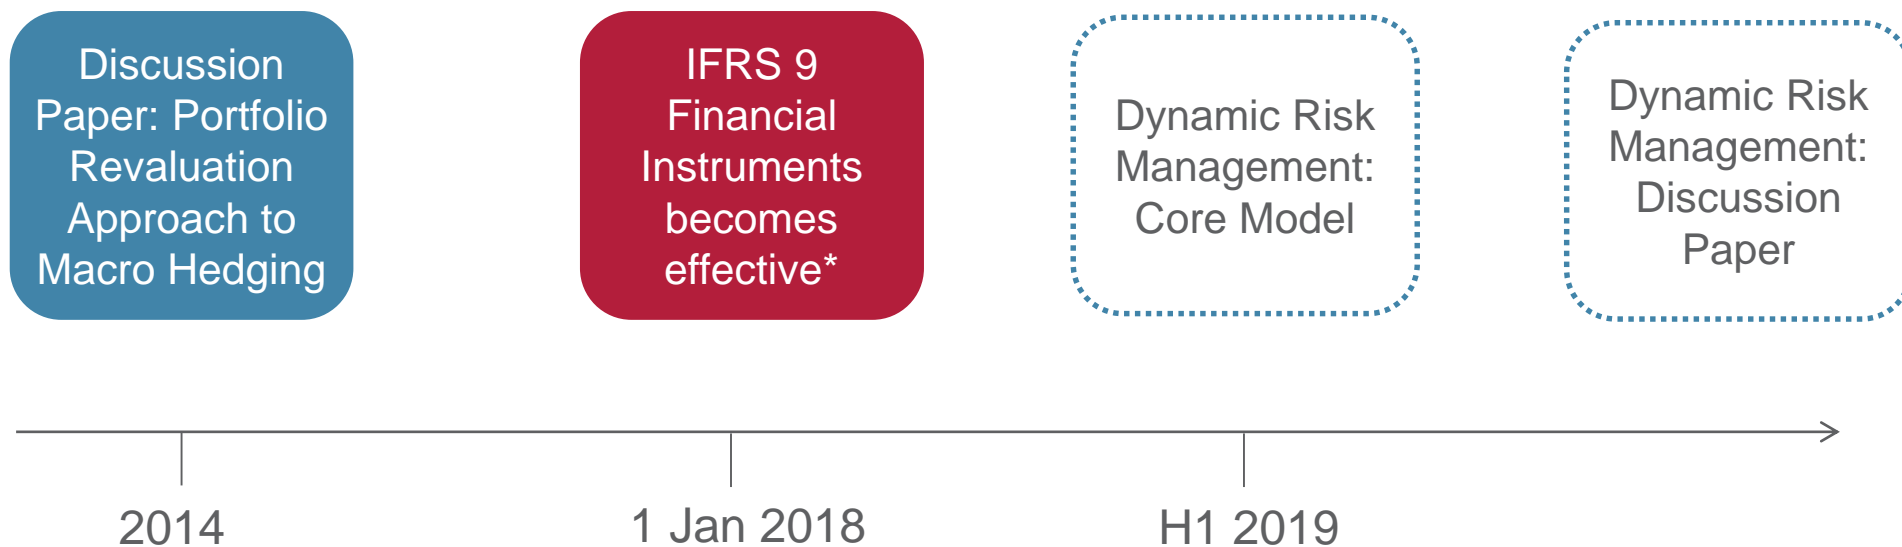 Discussion
Paper: Portfolio
Revaluation
Approach to
Macro Hedging
IFRS 9
Financial
Instruments
becomes
effective*
Dynamic Risk
Management:
Core Model
Dynamic Risk
Management:
Discussion
Paper
2014
1 Jan 2018
H1 2019